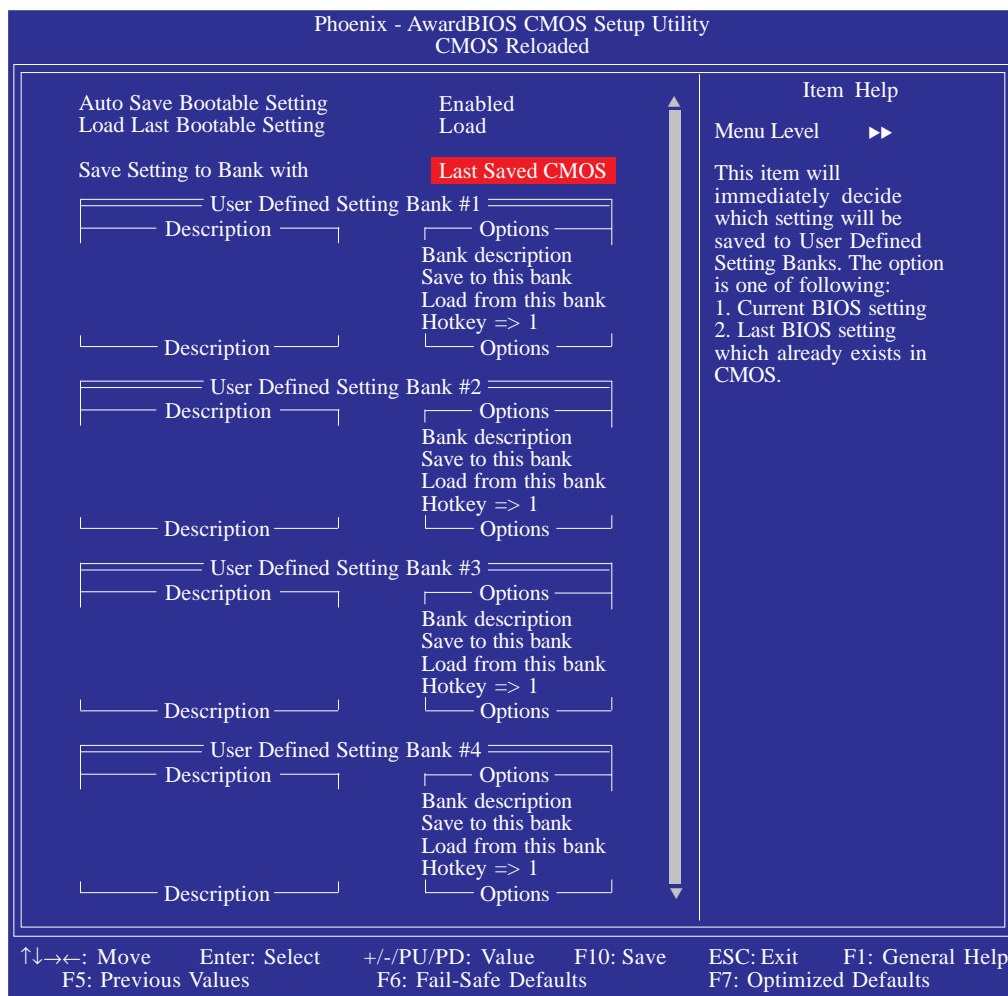 Phoenix - AwardBIOS CMOS Setup Utility
CMOS Reloaded
Auto Save Bootable Setting Enabled
Load Last Bootable Setting Load
Save Setting to Bank with Last Saved CMOS
User Defined Setting Bank #1
Description Options
Bank description
Save to this bank
Load from this bank
Hotkey => 1
Description Options
User Defined Setting Bank #2
Description Options
Bank description
Save to this bank
Load from this bank
Hotkey => 1
Description Options
User Defined Setting Bank #3
Description Options
Bank description
Save to this bank
Load from this bank
Hotkey => 1
Description Options
User Defined Setting Bank #4
Description Options
Bank description
Save to this bank
Load from this bank
Hotkey => 1
Description Options
Item Help
Menu Level ▶▶
This item will
immediately decide
which setting will be
saved to User Defined
Setting Banks. The option
is one of following:
1. Current BIOS setting
2. Last BIOS setting
which already exists in
CMOS.
↑↓→←: Move Enter: Select +/-/PU/PD: Value F10: Save ESC: Exit F1: General Help
F5: Previous Values F6: Fail-Safe Defaults F7: Optimized Defaults